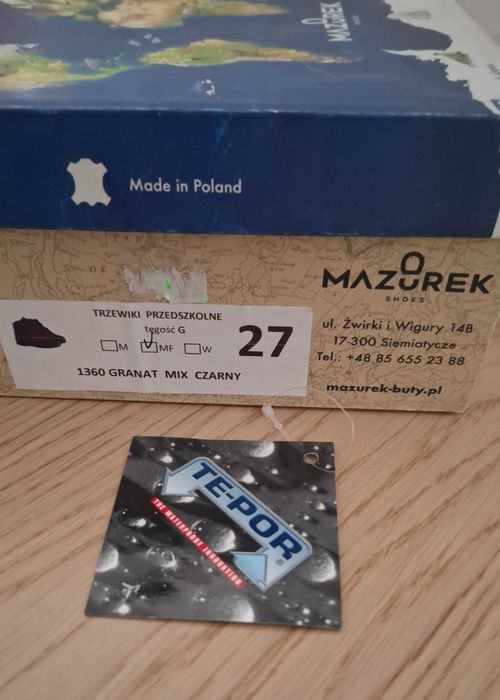 MAZUREK
Made in Poland
MAZUREK
SHOES
TRZEWIKI PRZEDSZKOLNE
tęgość G
M MF W
27
1360 GRANAT MIX CZARNY
ul. Żwirki i Wigury 14B
17-300 Siemiatycze
Tel.: +48 85 655 23 88
mazurek-buty.pl
TE-POR®
THE WATERPROOF INNOVATION